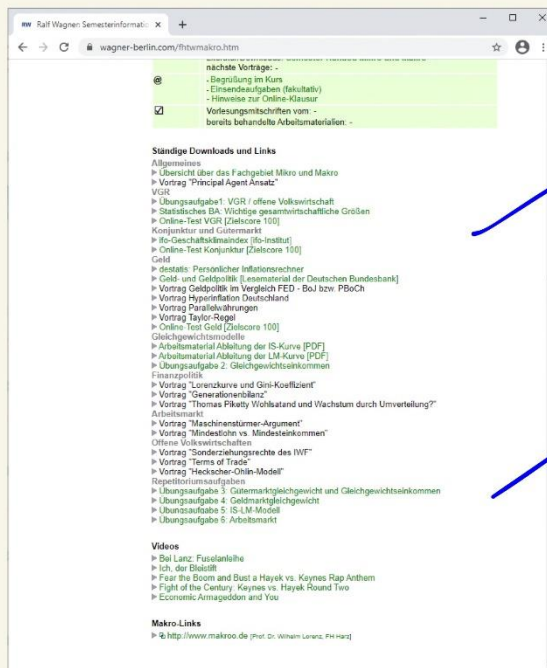 Ralf Wagner Semesterinformatic
wagner-berlin.com/fhtwmakro.htm
nächste Vorträge: -
@
- Begrüßung im Kurs
- Einsendeaufgaben (fakultativ)
- Hinweise zur Online-Klausur
Vorlesungsmitschriften vom: -
bereits behandelte Arbeitsmaterialien: -
Ständige Downloads und Links
Allgemeines
Übersicht über das Fachgebiet Mikro und Makro
Vortrag "Principal Agent Ansatz"
VGR
Übungsaufgabe1: VGR / offene Volkswirtschaft
Statistisches BA: Wichtige gesamtwirtschaftliche Größen
Online-Test VGR [Zielscore 100]
Konjunktur und Gütermarkt
ifo-Geschäftsklimaindex [ifo-Institut]
Online-Test Konjunktur [Zielscore 100]
Geld
destatis: Persönlicher Inflationsrechner
Geld- und Geldpolitik [Lesematerial der Deutschen Bundesbank]
Vortrag Geldpolitik im Vergleich FED - BoJ bzw. PBoCh
Vortrag Hyperinflation Deutschland
Vortrag Parallelwährungen
Vortrag Taylor-Regel
Online-Test Geld [Zielscore 100]
Gleichgewichtsmodelle
Arbeitsmaterial Ableitung der IS-Kurve [PDF]
Arbeitsmaterial Ableitung der LM-Kurve [PDF]
Übungsaufgabe 2: Gleichgewichtseinkommen
Finanzpolitik
Vortrag "Lorenzkurve und Gini-Koeffizient"
Vortrag "Generationenbilanz"
Vortrag "Thomas Piketty Wohlsatand und Wachstum durch Umverteilung?"
Arbeitsmarkt
Vortrag "Maschinenstürmer-Argument"
Vortrag "Mindestlohn vs. Mindesteinkommen"
Offene Volkswirtschaften
Vortrag "Sonderziehungsrechte des IWF"
Vortrag "Terms of Trade"
Vortrag "Heckscher-Ohlin-Modell"
Repetitoriumsaufgaben
Übungsaufgabe 3: Gütermarktgleichgewicht und Gleichgewichtseinkommen
Übungsaufgabe 4: Geldmarktgleichgewicht
Übungsaufgabe 5: IS-LM-Modell
Übungsaufgabe 6: Arbeitsmarkt
Videos
Bel Lanz: Fuselanleihe
Ich, der Bleistift
Fear the Boom and Bust a Hayek vs. Keynes Rap Anthem
Fight of the Century: Keynes vs. Hayek Round Two
Economic Armageddon and You
Makro-Links
http://www.makroo.de [Prof. Dr. Wilhelm Lorenz, FH Harz]